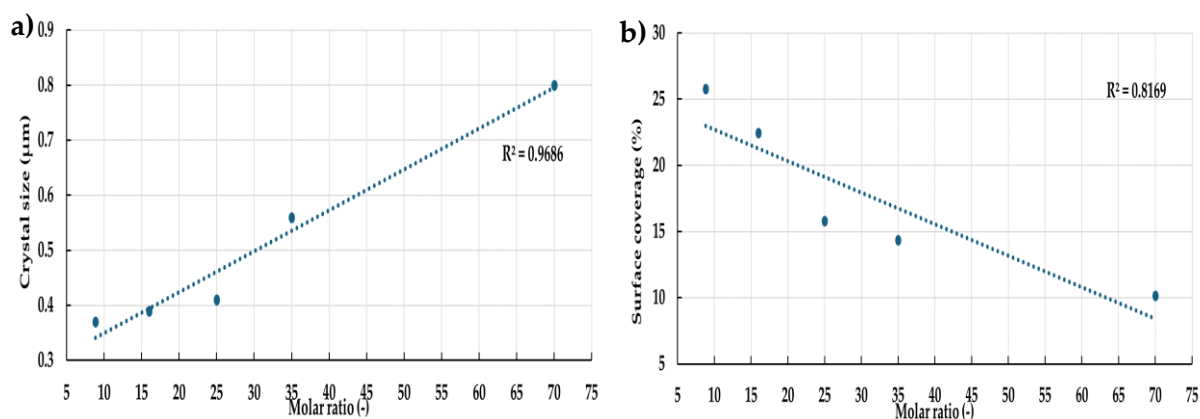 a)
0.9
0.8
0.7
0.6
0.5
0.4
0.3
Crystal size (μm)
R² = 0.9686
5 10 15 20 25 30 35 40 45 50 55 60 65 70 75
Molar ratio (-)
b)
30
25
20
15
10
5
Surface coverage (%)
R² = 0.8169
5 10 15 20 25 30 35 40 45 50 55 60 65 70 75
Molar ratio (-)